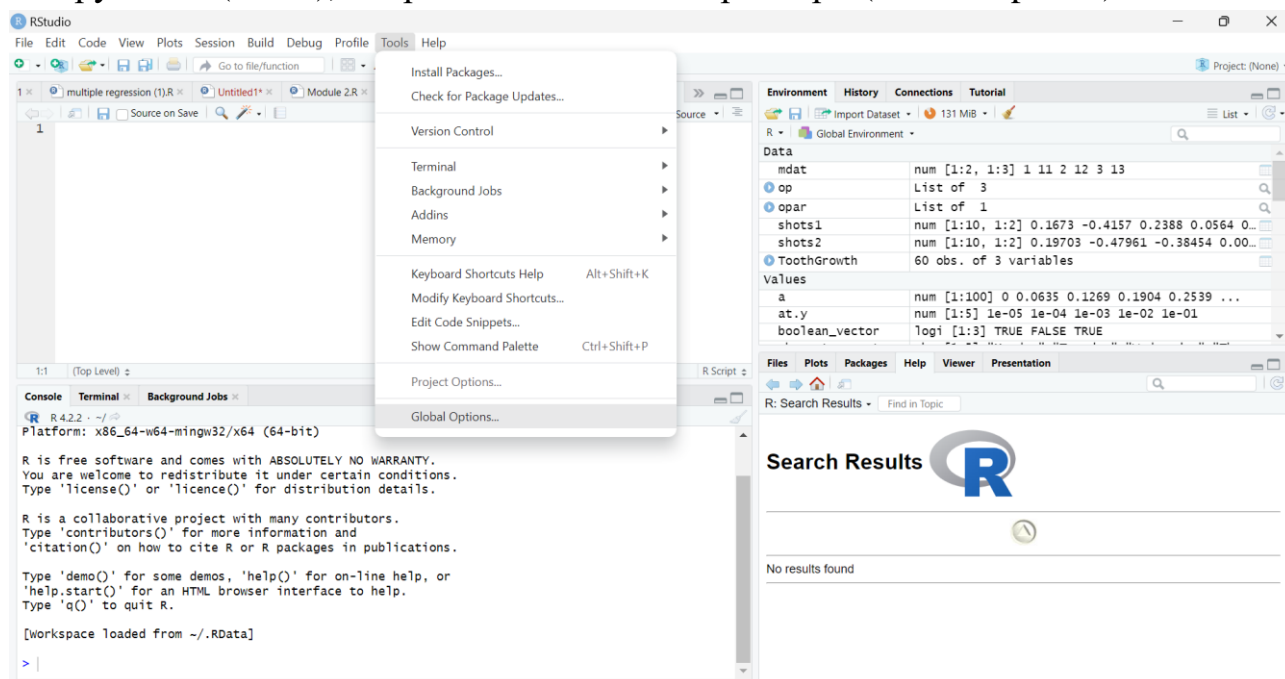 RStudio
File Edit Code View Plots Session Build Debug Profile Tools Help
Go to file/function
Project: (None)
multiple regression (1).R
Untitled1*
Module 2.R
Source on Save
Source
1
1:1 (Top Level)
R Script
Install Packages...
Check for Package Updates...
Version Control
Terminal
Background Jobs
Addins
Memory
Keyboard Shortcuts Help Alt+Shift+K
Modify Keyboard Shortcuts...
Edit Code Snippets...
Show Command Palette Ctrl+Shift+P
Project Options...
Global Options...
Console Terminal Background Jobs
R 4.2.2 · ~/
Platform: x86_64-w64-mingw32/x64 (64-bit)
R is free software and comes with ABSOLUTELY NO WARRANTY.
You are welcome to redistribute it under certain conditions.
Type 'license()' or 'licence()' for distribution details.
R is a collaborative project with many contributors.
Type 'contributors()' for more information and
'citation()' on how to cite R or R packages in publications.
Type 'demo()' for some demos, 'help()' for on-line help, or
'help.start()' for an HTML browser interface to help.
Type 'q()' to quit R.
[Workspace loaded from ~/.RData]
>
Environment History Connections Tutorial
Import Dataset 131 MiB List
R Global Environment
Data
mdat num [1:2, 1:3] 1 11 2 12 3 13
op List of 3
opar List of 1
shots1 num [1:10, 1:2] 0.1673 -0.4157 0.2388 0.0564 0…
shots2 num [1:10, 1:2] 0.19703 -0.47961 -0.38454 0.00…
ToothGrowth 60 obs. of 3 variables
Values
a num [1:100] 0 0.0635 0.1269 0.1904 0.2539 ...
at.y num [1:5] 1e-05 1e-04 1e-03 1e-02 1e-01
boolean_vector logi [1:3] TRUE FALSE TRUE
Files Plots Packages Help Viewer Presentation
R: Search Results Find in Topic
Search Results R
No results found